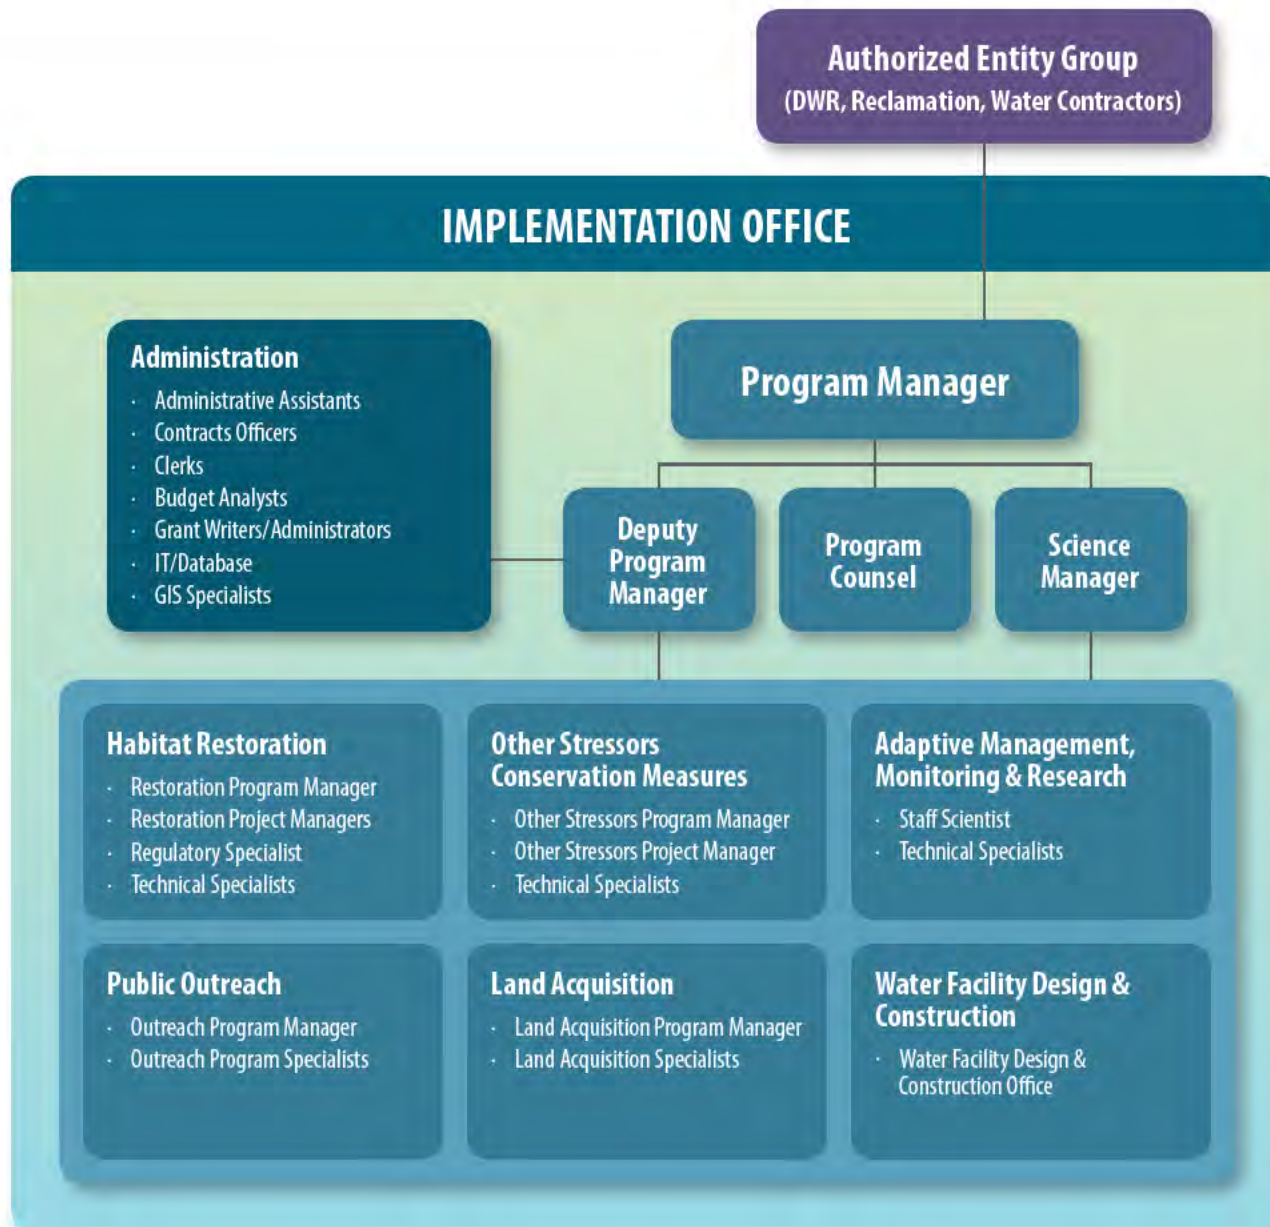 Authorized Entity Group
(DWR, Reclamation, Water Contractors)
IMPLEMENTATION OFFICE
Administration
· Administrative Assistants
· Contracts Officers
· Clerks
· Budget Analysts
· Grant Writers/Administrators
· IT/Database
· GIS Specialists
Program Manager
Deputy
Program
Manager
Program
Counsel
Science
Manager
Habitat Restoration
· Restoration Program Manager
· Restoration Project Managers
· Regulatory Specialist
· Technical Specialists
Other Stressors
Conservation Measures
· Other Stressors Program Manager
· Other Stressors Project Manager
· Technical Specialists
Adaptive Management,
Monitoring & Research
· Staff Scientist
· Technical Specialists
Public Outreach
· Outreach Program Manager
· Outreach Program Specialists
Land Acquisition
· Land Acquisition Program Manager
· Land Acquisition Specialists
Water Facility Design &
Construction
· Water Facility Design &
Construction Office